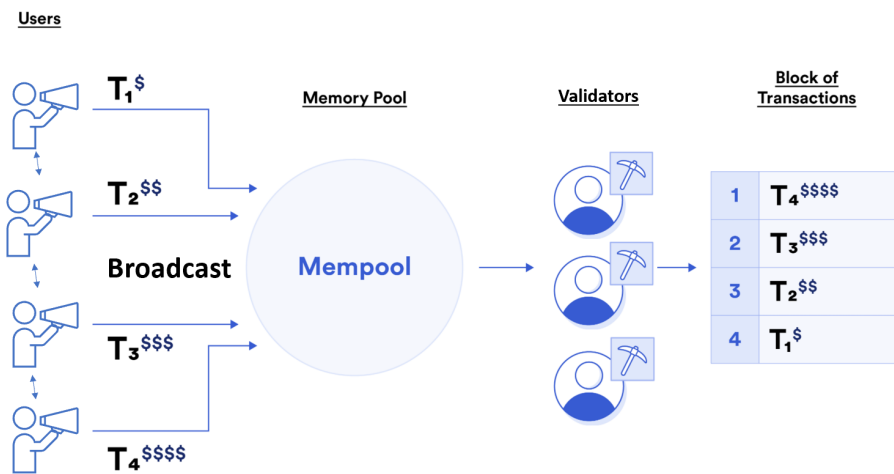 Users
T₁$
Memory Pool
Validators
Block of
Transactions
T₂$$
Broadcast
Mempool
T₃$$$
T₄$$$$
1 T₄$$$$
2 T₃$$$
3 T₂$$
4 T₁$